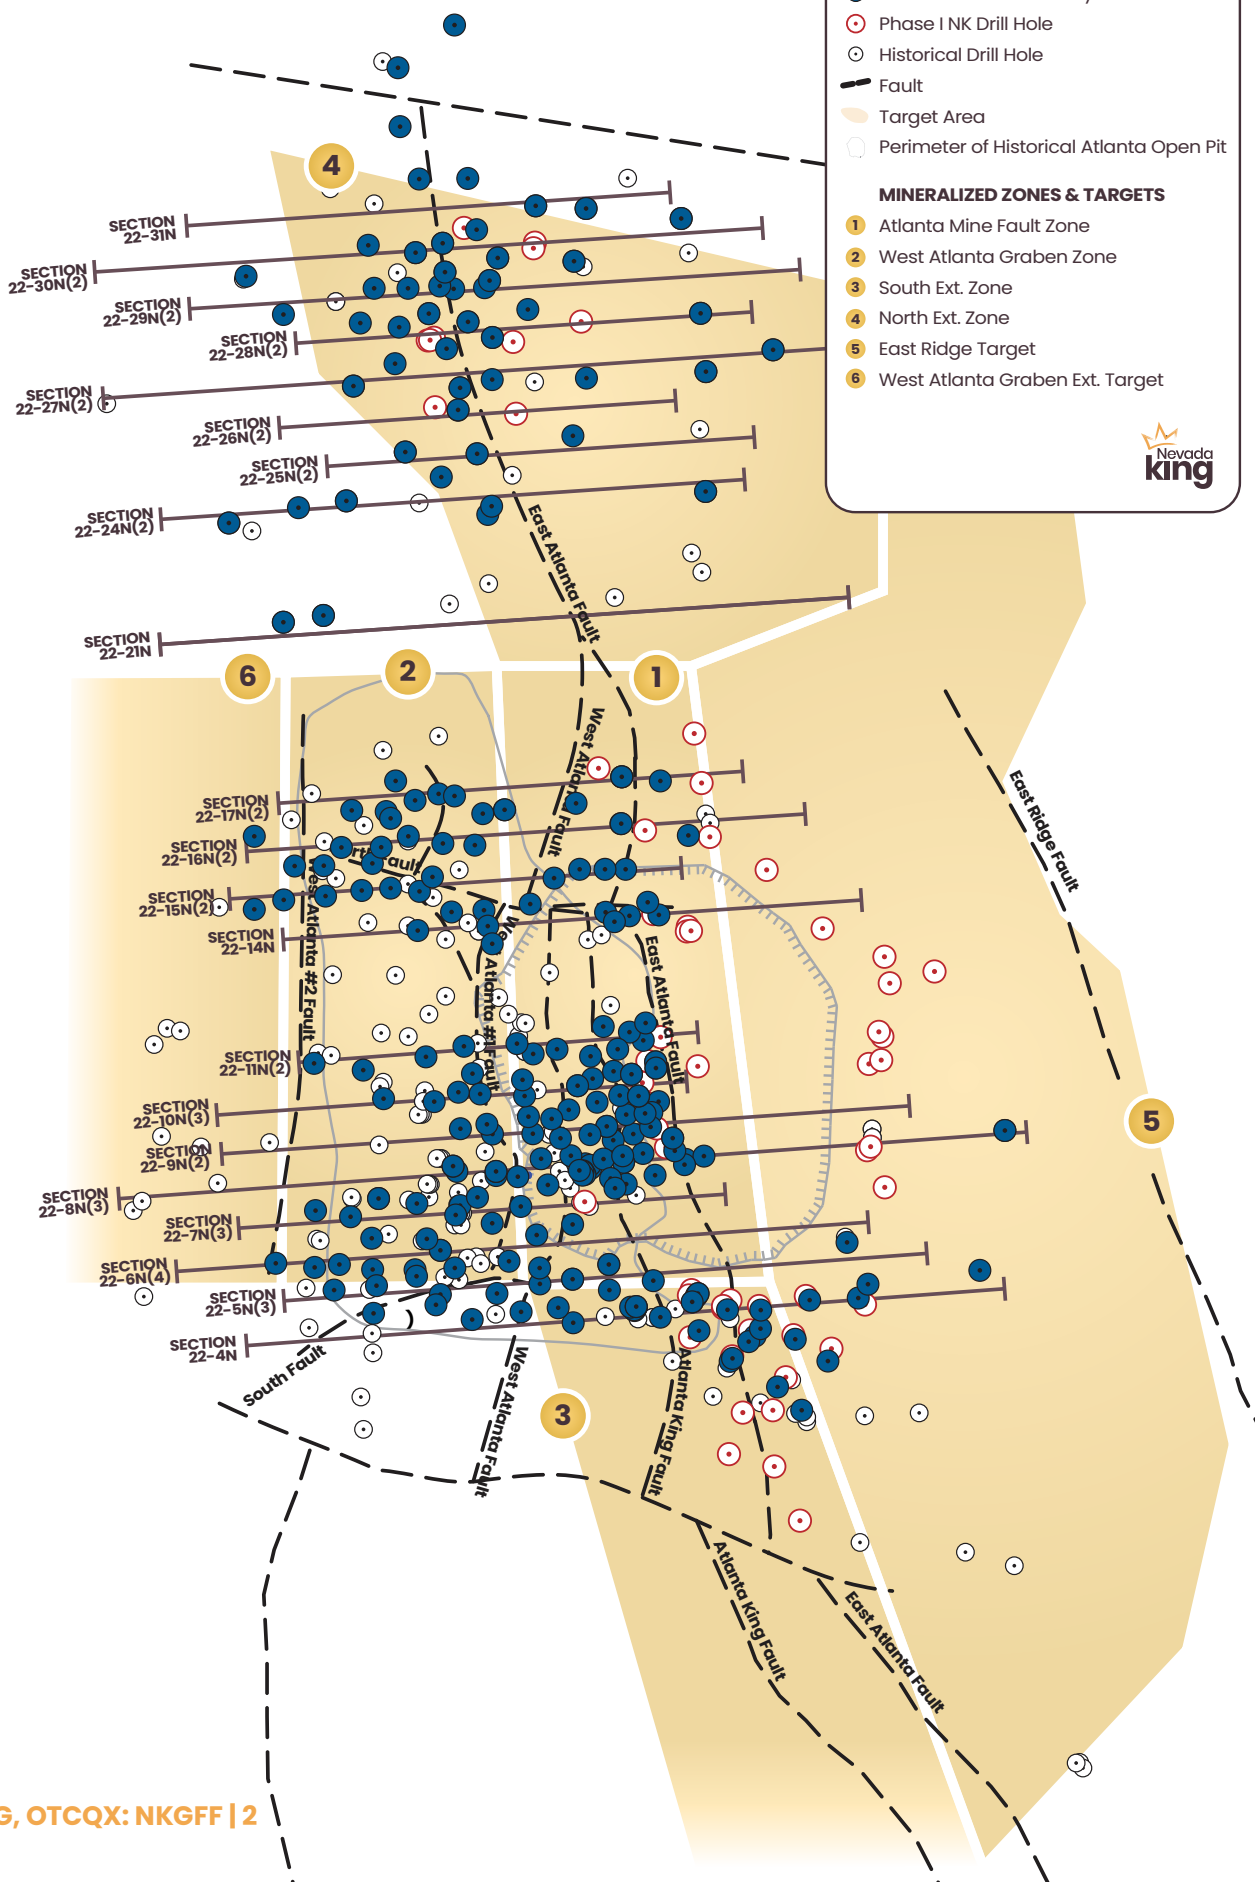 Phase I NK Drill Hole
Historical Drill Hole
Fault
Target Area
Perimeter of Historical Atlanta Open Pit
MINERALIZED ZONES & TARGETS
1 Atlanta Mine Fault Zone
2 West Atlanta Graben Zone
3 South Ext. Zone
4 North Ext. Zone
5 East Ridge Target
6 West Atlanta Graben Ext. Target
Nevada
king
4
SECTION
22-31N
SECTION
22-30N(2)
SECTION
22-29N(2)
SECTION
22-28N(2)
SECTION
22-27N(2)
SECTION
22-26N(2)
SECTION
22-25N(2)
SECTION
22-24N(2)
East Atlanta Fault
SECTION
22-21N
6
2
1
West Atlanta Fault
East Ridge Fault
SECTION
22-17N(2)
SECTION
22-16N(2)
Fault
SECTION
22-15N(2)
SECTION
22-14N
West Atlanta #2 Fault
Atlanta #1 Fault
East Atlanta Fault
SECTION
22-11N(2)
SECTION
22-10N(3)
5
SECTION
22-9N(2)
SECTION
22-8N(3)
SECTION
22-7N(3)
SECTION
22-6N(4)
SECTION
22-5N(3)
SECTION
22-4N
South Fault
West Atlanta Fault
3
Atlanta King Fault
Atlanta King Fault
East Atlanta Fault
G, OTCQX: NKGFF | 2